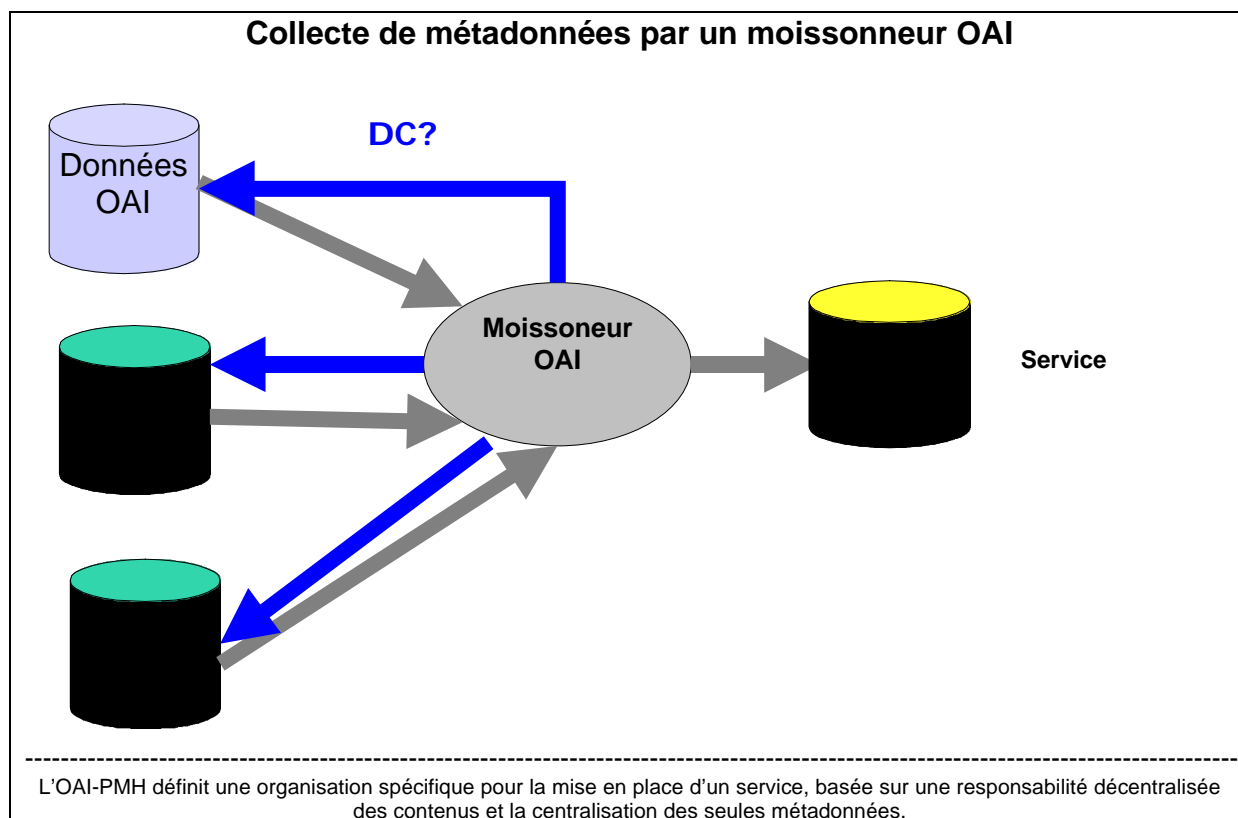 Collecte de métadonnées par un moissonneur OAI
DC?
Données
OAI
Moissoneur
OAI
Service
L'OAI-PMH définit une organisation spécifique pour la mise en place d'un service, basée sur une responsabilité décentralisée
des contenus et la centralisation des seules métadonnées.